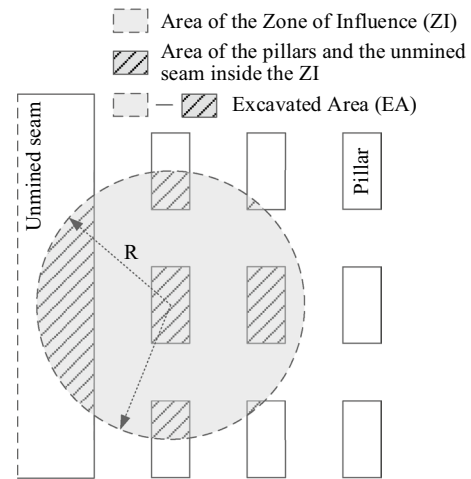 Area of the Zone of Influence (ZI)
Area of the pillars and the unmined
seam inside the ZI
— Excavated Area (EA)
Unmined seam
Pillar
R